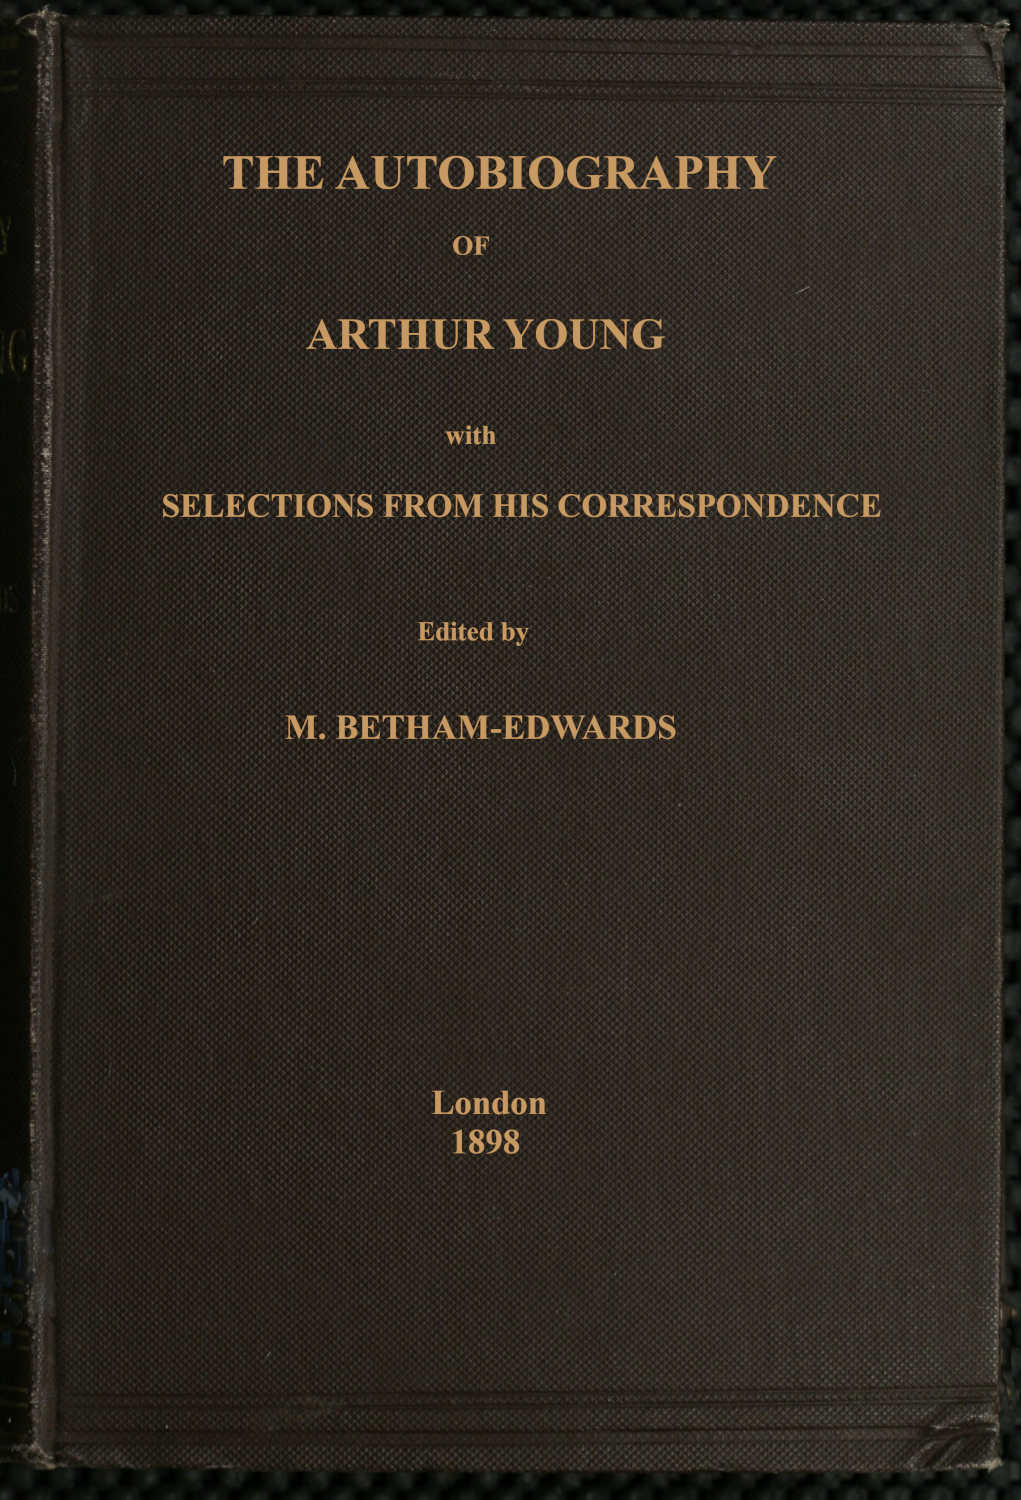 THE AUTOBIOGRAPHY
OF
ARTHUR YOUNG
with
SELECTIONS FROM HIS CORRESPONDENCE
Edited by
M. BETHAM-EDWARDS
London
1898